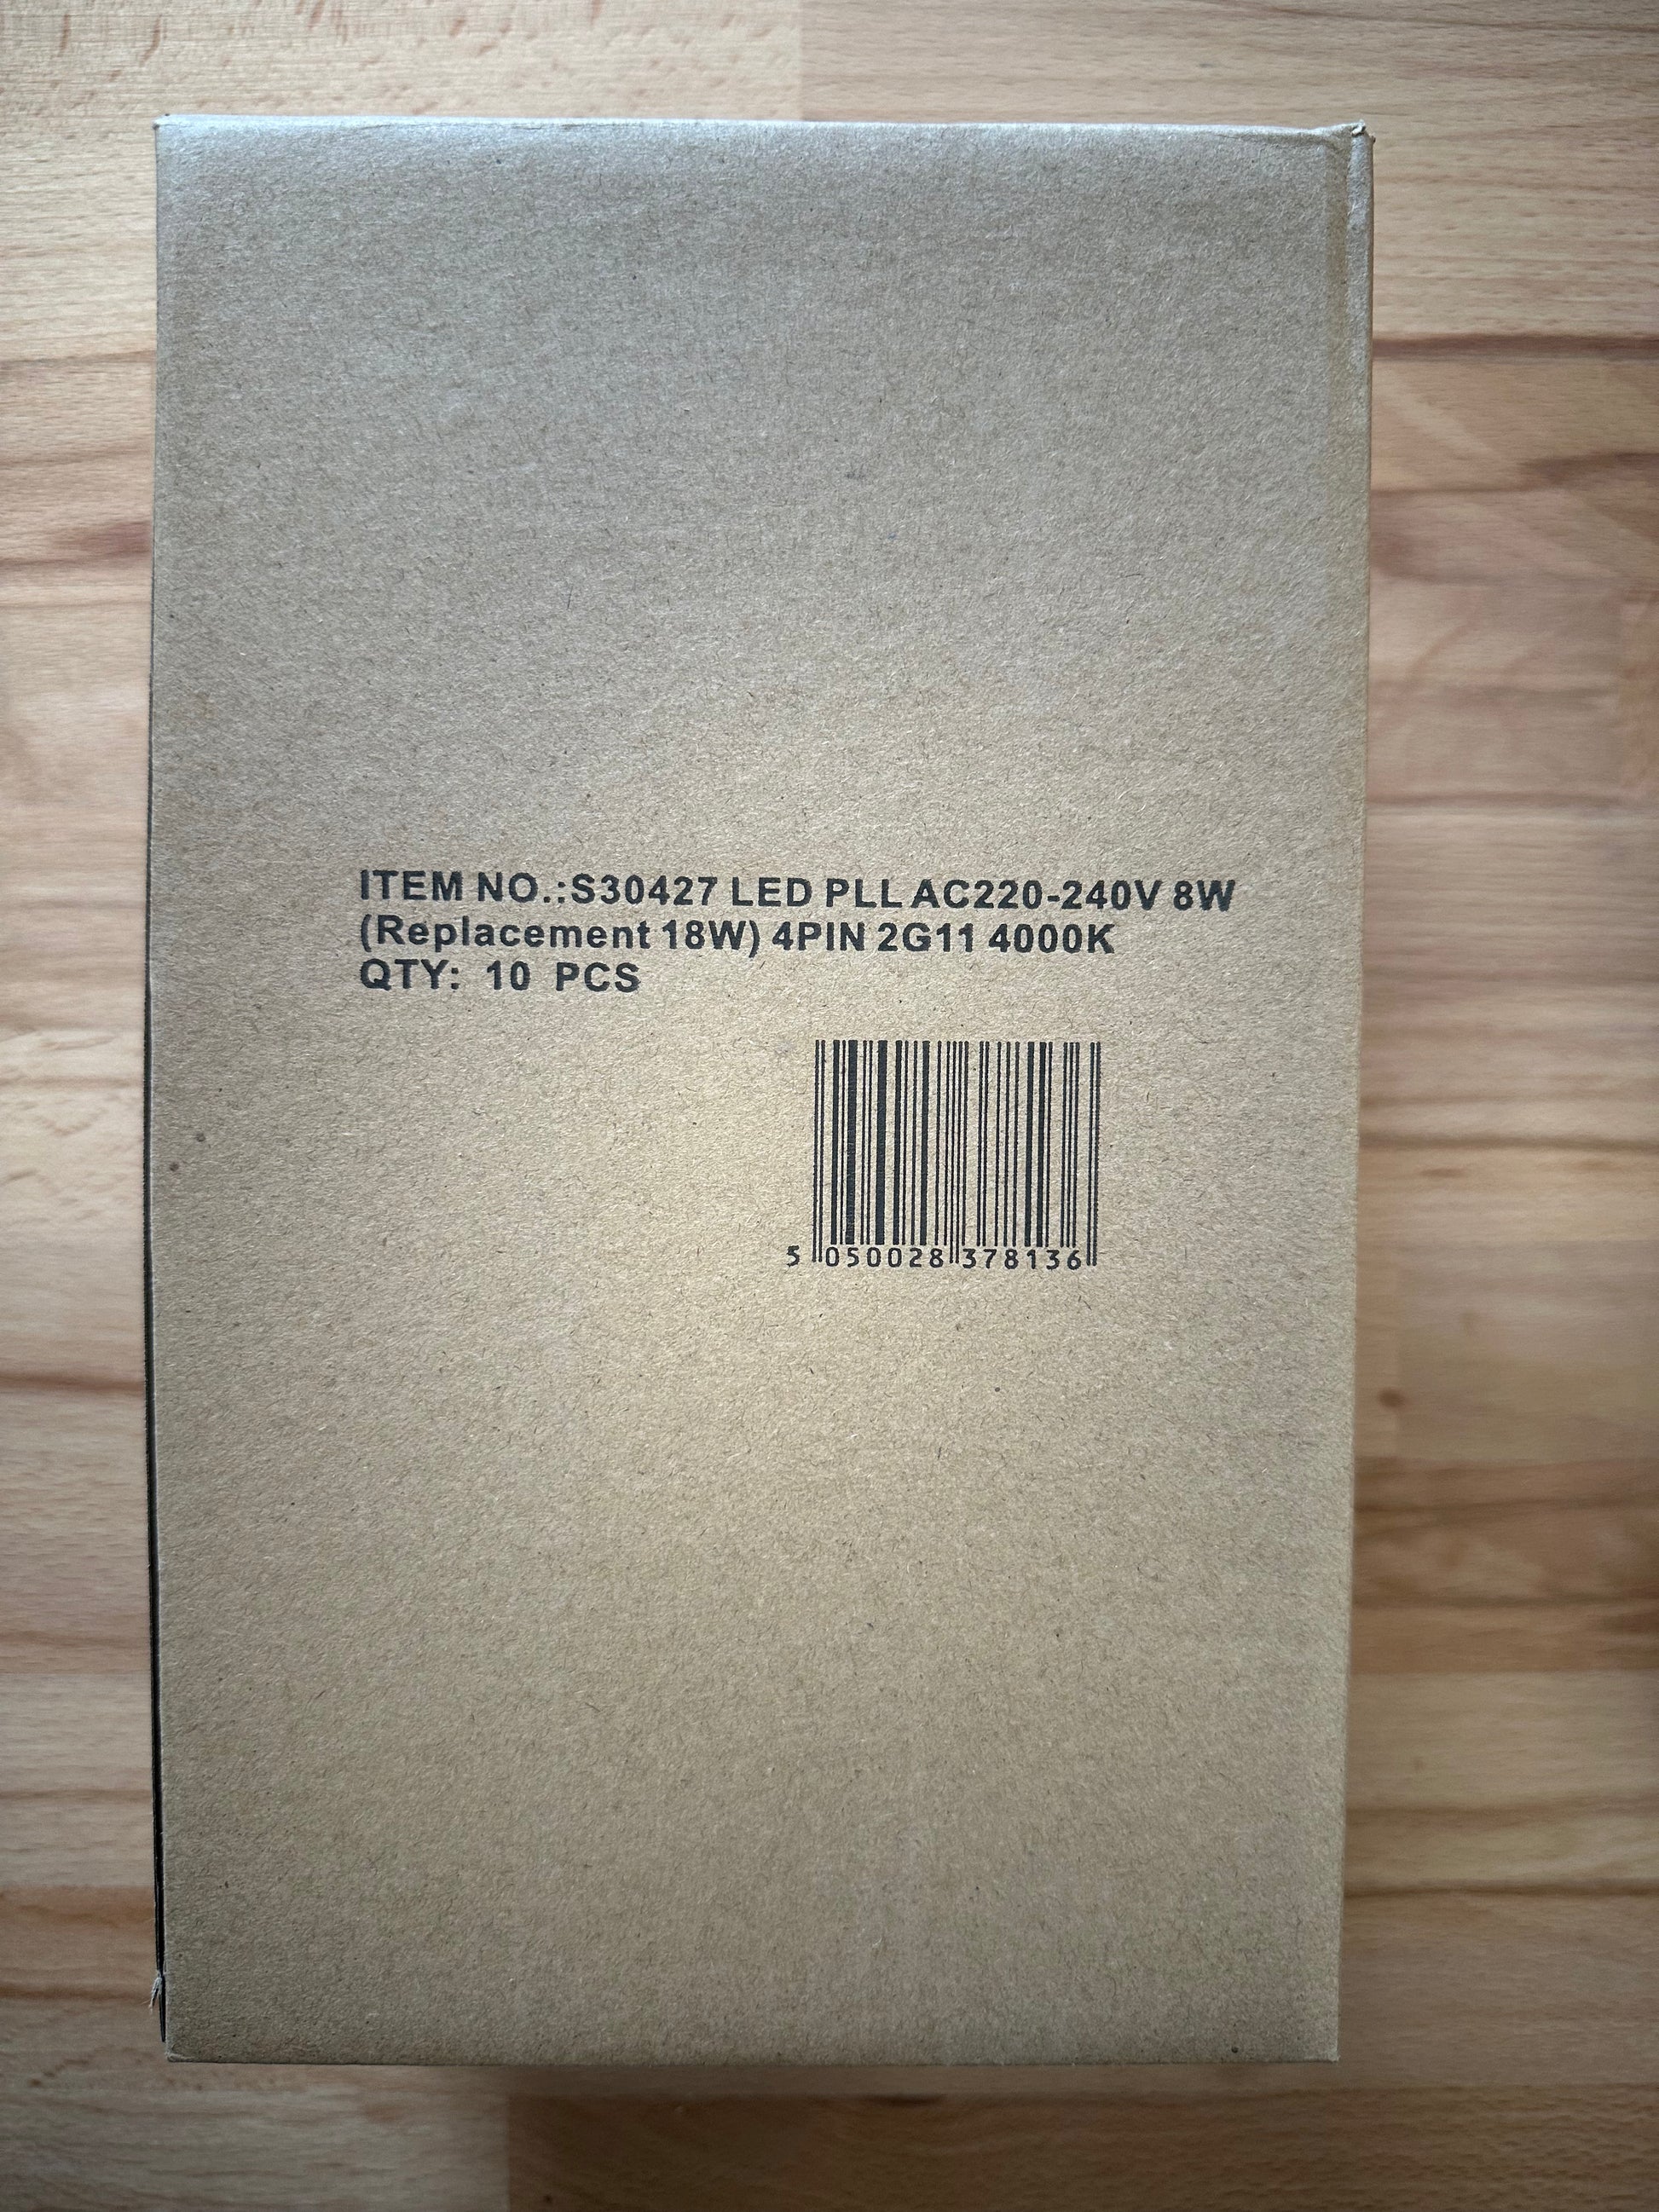 ITEM NO.:S30427 LED PLL AC220-240V 8W
(Replacement 18W) 4PIN 2G11 4000K
QTY: 10 PCS
5 050028 378136